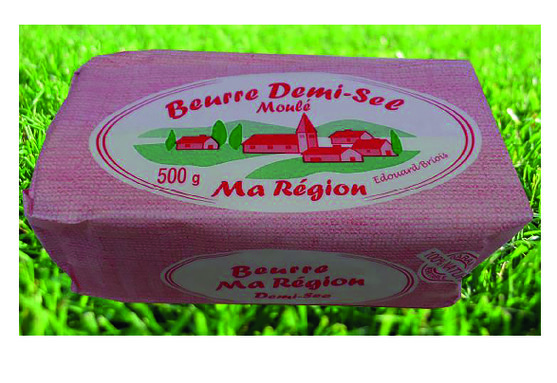 Beurre Demi-Sel
Moulé
500 g
Ma Région
Edouard Briois
Beurre
Ma Région
Demi-Sel